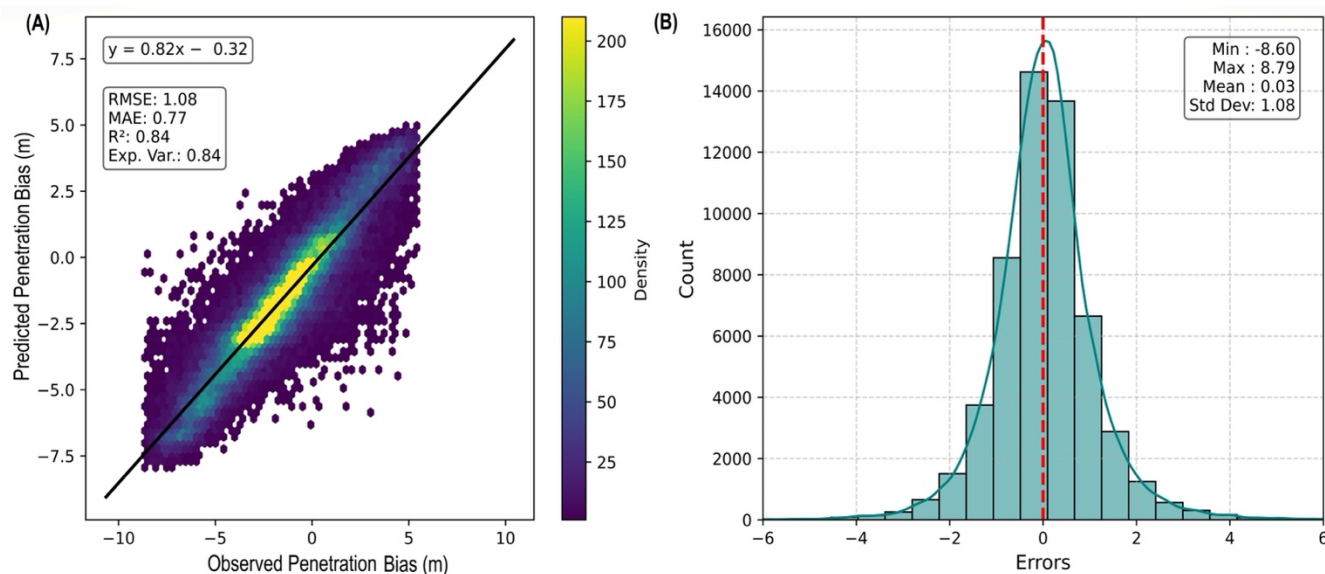 (A)
y = 0.82x − 0.32
RMSE: 1.08
MAE: 0.77
R²: 0.84
Exp. Var.: 0.84
Predicted Penetration Bias (m)
7.5
5.0
2.5
0.0
−2.5
−5.0
−7.5
−10
−5
0
5
10
Observed Penetration Bias (m)
200
175
150
125
100
75
50
25
Density
(B)
Min : -8.60
Max : 8.79
Mean : 0.03
Std Dev: 1.08
Count
16000
14000
12000
10000
8000
6000
4000
2000
0
−6
−4
−2
0
2
4
6
Errors